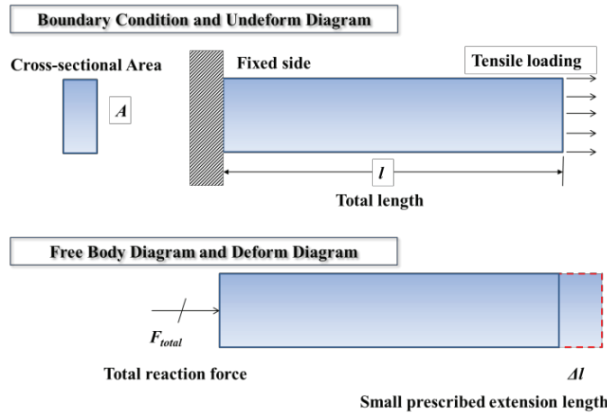 Boundary Condition and Undeform Diagram
Cross-sectional Area
Fixed side
Tensile loading
A
l
Total length
Free Body Diagram and Deform Diagram
F_total
Total reaction force
Δl
Small prescribed extension length